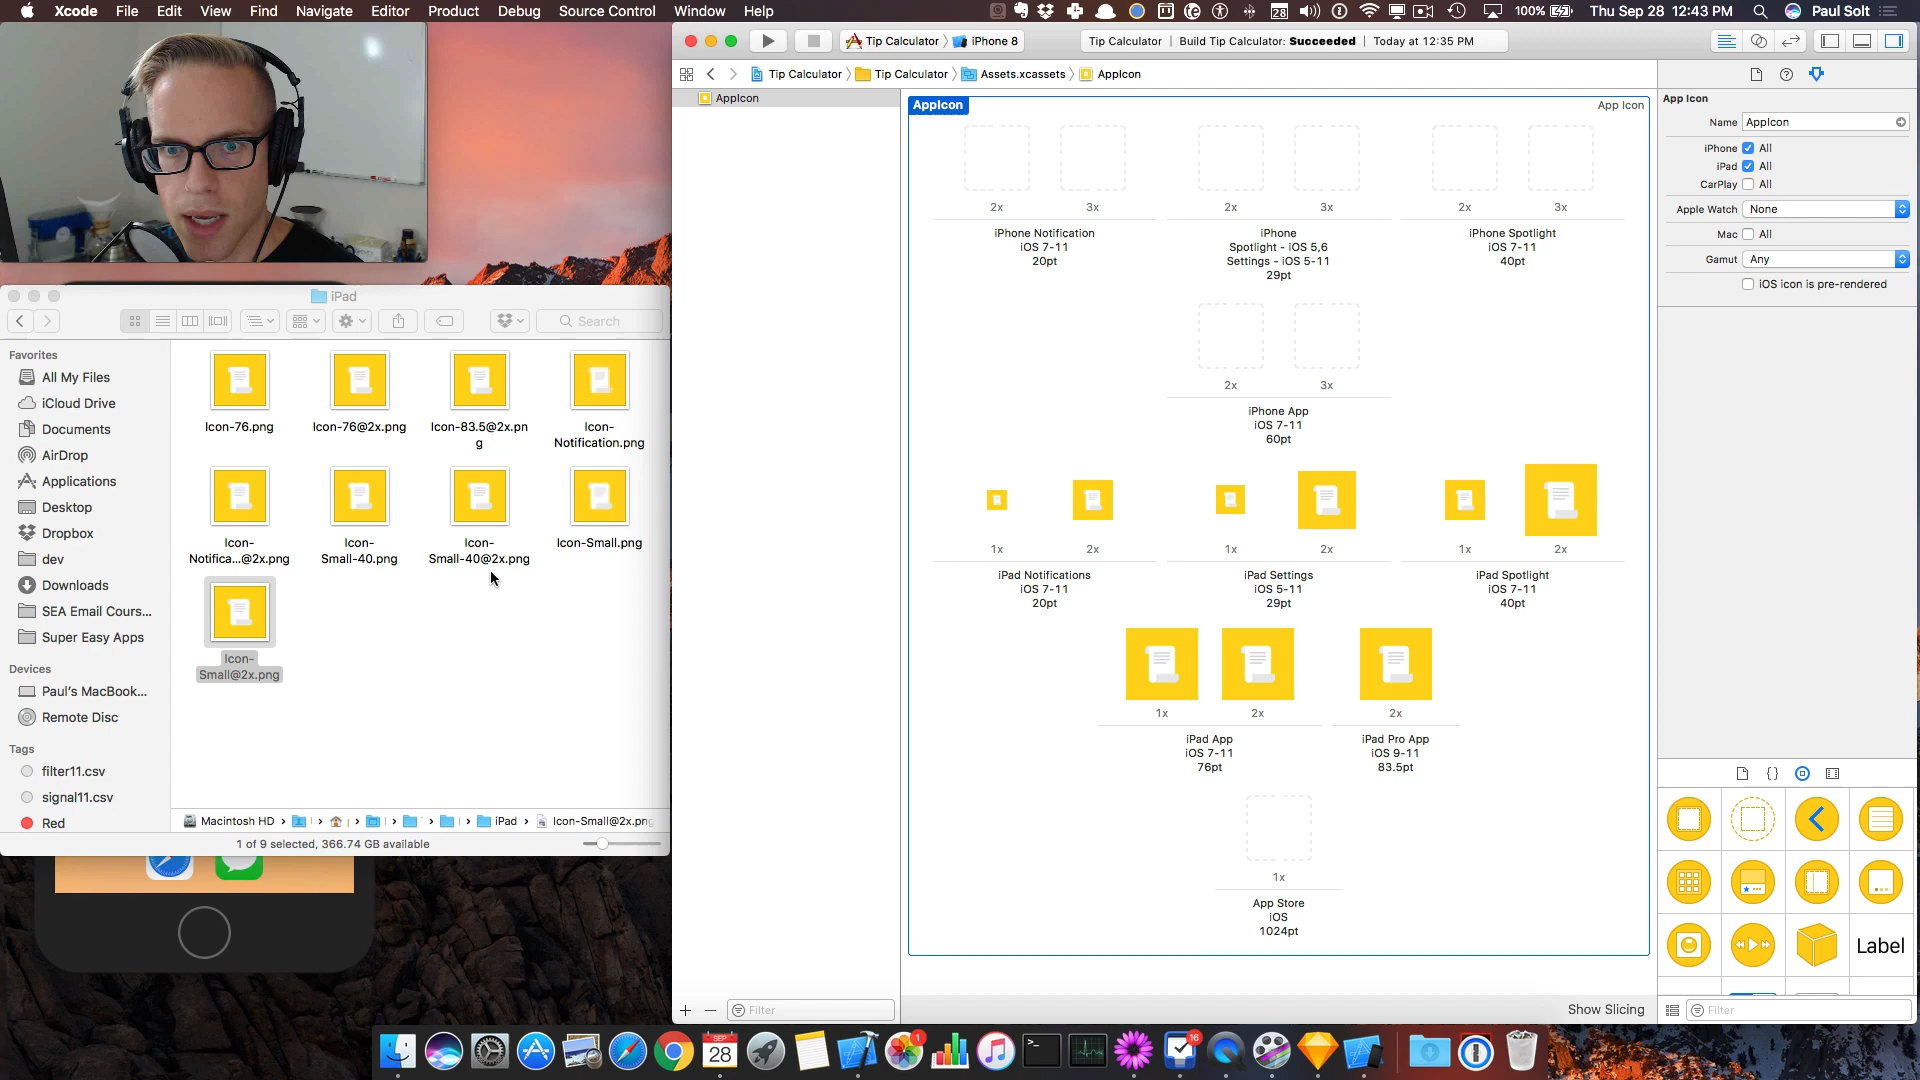 Xcode File Edit View Find Navigate Editor Product Debug Source Control Window Help
28 100% Thu Sep 28 12:43 PM Paul Solt
Tip Calculator iPhone 8
Tip Calculator | Build Tip Calculator: Succeeded | Today at 12:35 PM
Tip Calculator Tip Calculator Assets.xcassets AppIcon
AppIcon
AppIcon
App Icon
2x 3x 2x 3x 2x 3x
iPhone Notification
iOS 7-11
20pt
iPhone
Spotlight - iOS 5,6
Settings - iOS 5-11
29pt
iPhone Spotlight
iOS 7-11
40pt
2x 3x
iPhone App
iOS 7-11
60pt
1x 2x 1x 2x 1x 2x
iPad Notifications
iOS 7-11
20pt
iPad Settings
iOS 5-11
29pt
iPad Spotlight
iOS 7-11
40pt
1x 2x 2x
iPad App
iOS 7-11
76pt
iPad Pro App
iOS 9-11
83.5pt
1x
App Store
iOS
1024pt
Filter
Show Slicing
App Icon
Name AppIcon
iPhone All
iPad All
CarPlay All
Apple Watch None
Mac All
Gamut Any
iOS icon is pre-rendered
Label
Filter
iPad
Search
Favorites
All My Files
iCloud Drive
Documents
AirDrop
Applications
Desktop
Dropbox
dev
Downloads
SEA Email Cours...
Super Easy Apps
Devices
Paul's MacBook...
Remote Disc
Tags
filter11.csv
signal11.csv
Red
Icon-76.png
Icon-76@2x.png
Icon-83.5@2x.pn
g
Icon-
Notification.png
Icon-
Notifica...@2x.png
Icon-
Small-40.png
Icon-
Small-40@2x.png
Icon-Small.png
Icon-
Small@2x.png
Macintosh HD iPad Icon-Small@2x.png
1 of 9 selected, 366.74 GB available
SEP
28
1
16